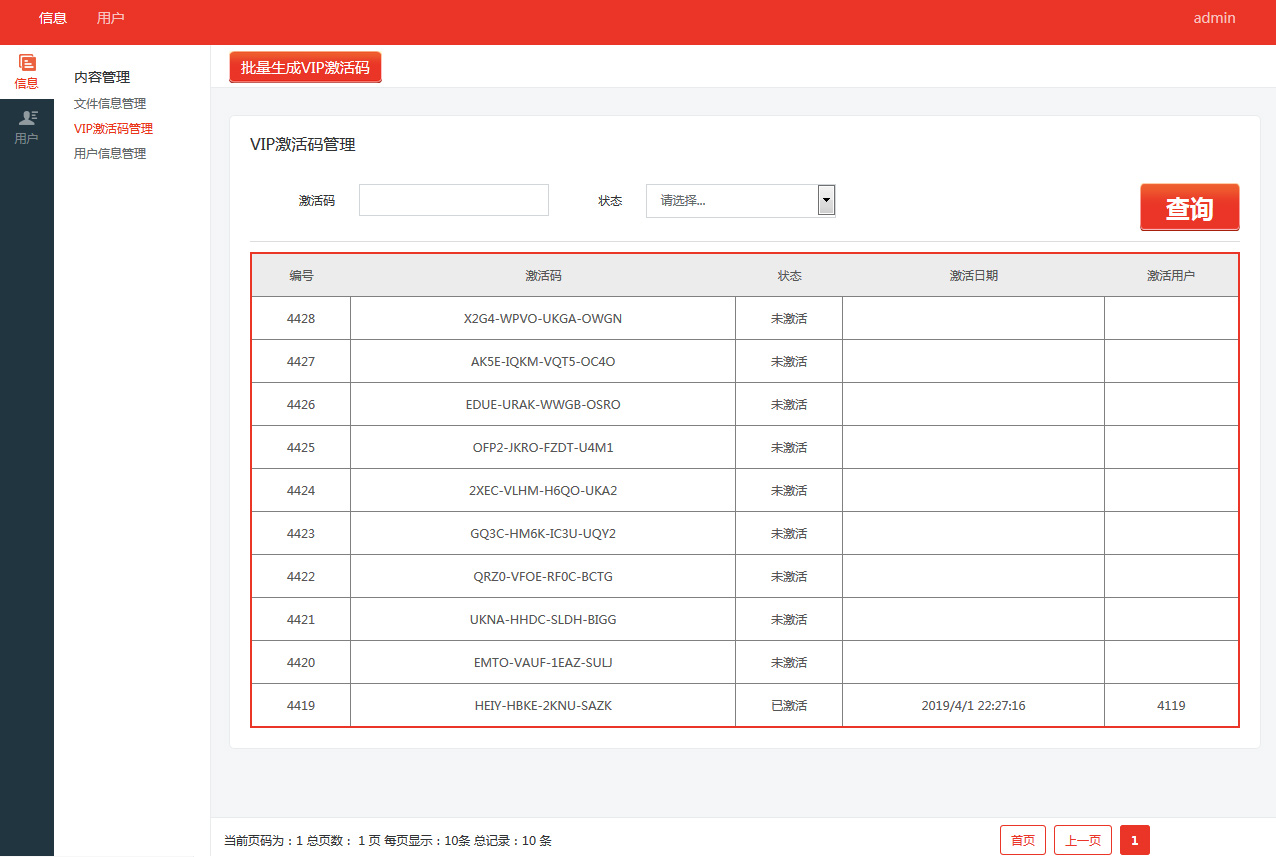 信息 用户 admin
信息
用户
内容管理
文件信息管理
VIP激活码管理
用户信息管理
批量生成VIP激活码
VIP激活码管理
激活码 状态 请选择... 查询
编号 激活码 状态 激活日期 激活用户
4428 X2G4-WPVO-UKGA-OWGN 未激活
4427 AK5E-IQKM-VQT5-OC4O 未激活
4426 EDUE-URAK-WWGB-OSRO 未激活
4425 OFP2-JKRO-FZDT-U4M1 未激活
4424 2XEC-VLHM-H6QO-UKA2 未激活
4423 GQ3C-HM6K-IC3U-UQY2 未激活
4422 QRZ0-VFOE-RF0C-BCTG 未激活
4421 UKNA-HHDC-SLDH-BIGG 未激活
4420 EMTO-VAUF-1EAZ-SULJ 未激活
4419 HEIY-HBKE-2KNU-SAZK 已激活 2019/4/1 22:27:16 4119
当前页码为：1 总页数： 1 页 每页显示：10条 总记录：10 条 首页 上一页 1